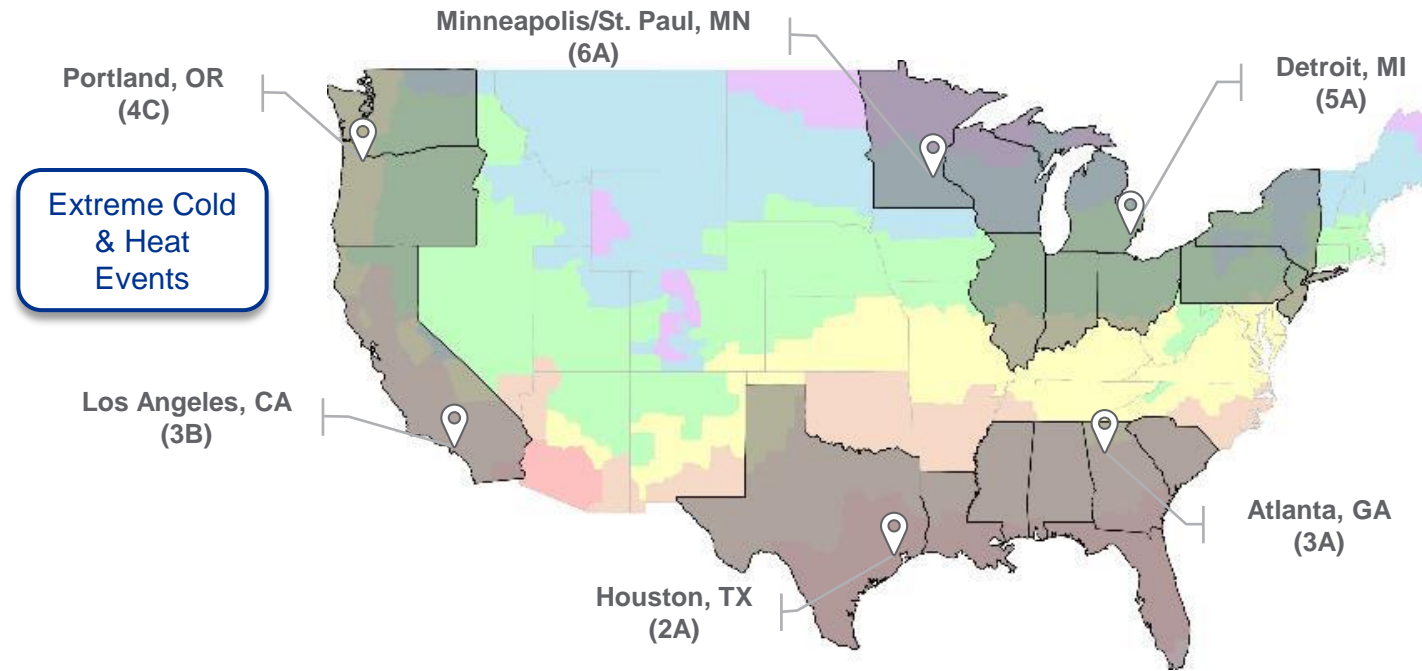 Minneapolis/St. Paul, MN
(6A)
Portland, OR
(4C)
Detroit, MI
(5A)
Extreme Cold
& Heat
Events
Los Angeles, CA
(3B)
Atlanta, GA
(3A)
Houston, TX
(2A)